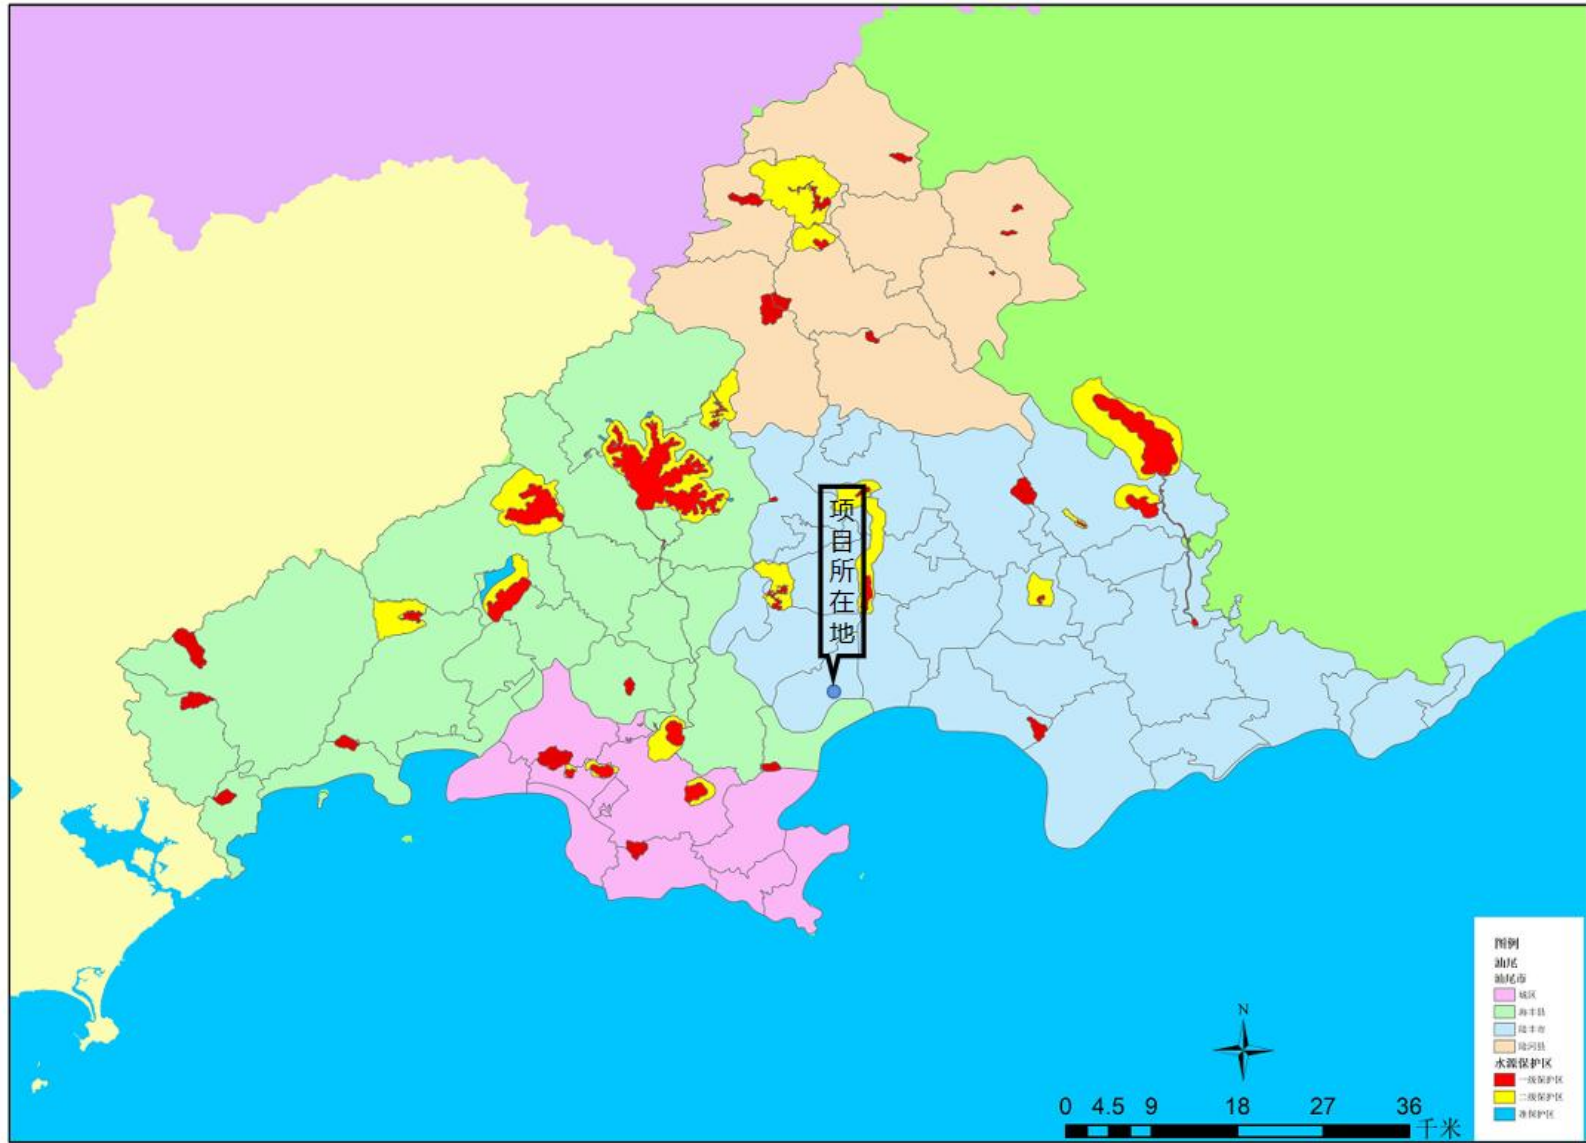 项目所在地
图例
汕尾
汕尾市
城区
海丰县
陆丰市
陆河县
水源保护区
一级保护区
二级保护区
准保护区
N
0 4.5 9 18 27 36
千米